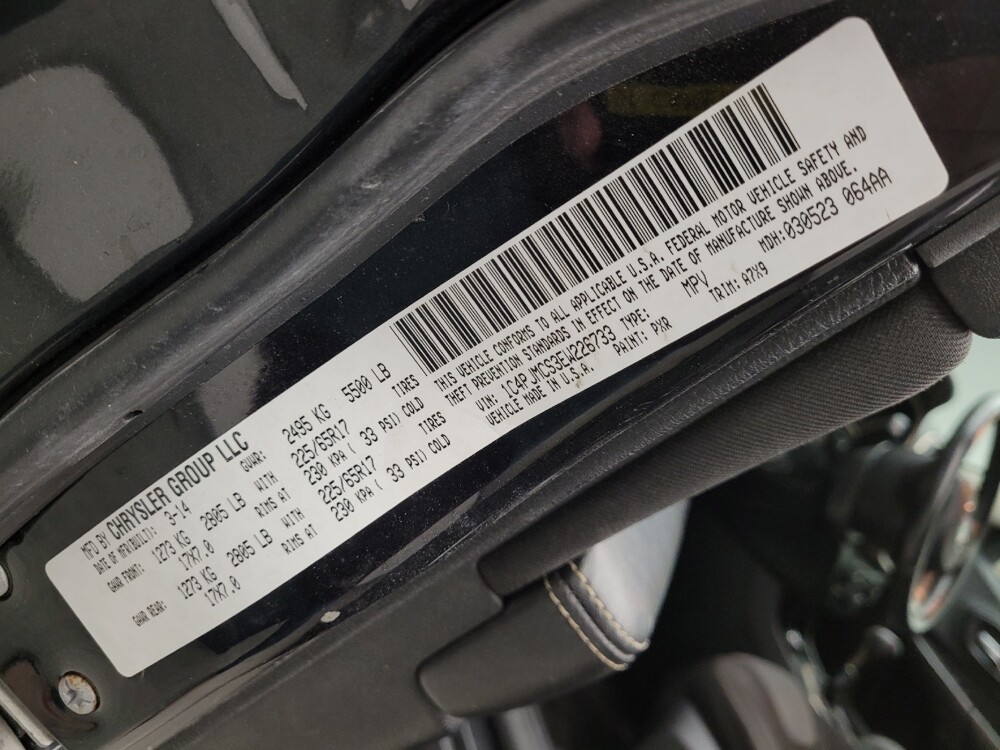 MFD BY CHRYSLER GROUP LLC
DATE OF MFR(BUILT): 3-14 GVWR: 2495 KG 5500 LB
GAWR FRONT: 1273 KG 2805 LB WITH 225/65R17 TIRES
17X7.0 RIMS AT 230 KPA ( 33 PSI) COLD
GAWR REAR: 1273 KG 2805 LB WITH 225/65R17 TIRES
17X7.0 RIMS AT 230 KPA ( 33 PSI) COLD
THIS VEHICLE CONFORMS TO ALL APPLICABLE U.S.A. FEDERAL MOTOR VEHICLE SAFETY AND
THEFT PREVENTION STANDARDS IN EFFECT ON THE DATE OF MANUFACTURE SHOWN ABOVE.
VIN: 1C4PJMCS3EW226733 TYPE: MPV MDH:030523 064AA
VEHICLE MADE IN U.S.A. PAINT: PXR TRIM: A7X9